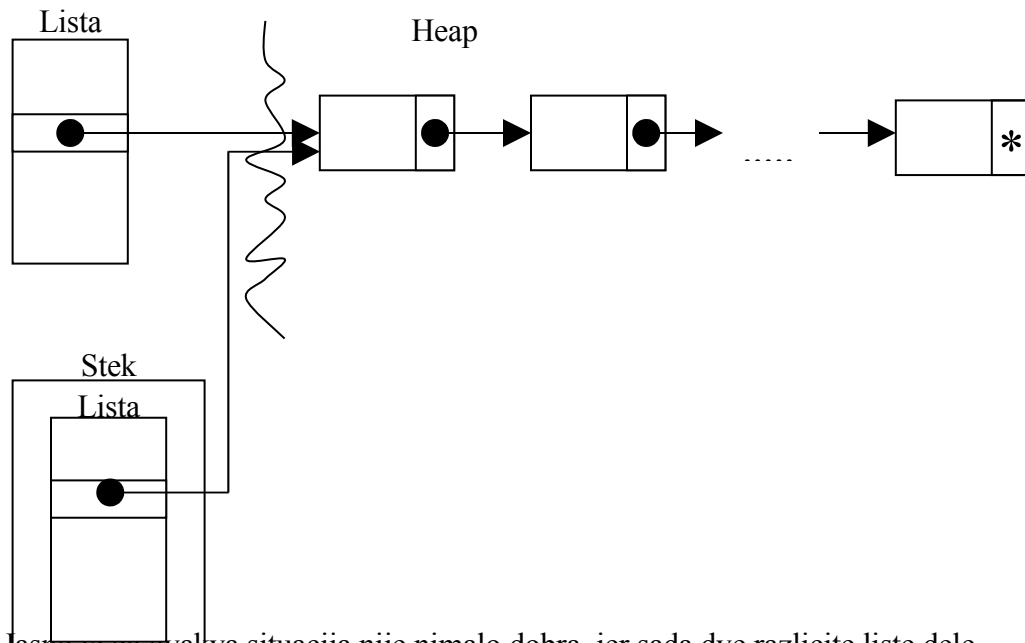 Lista
Heap
*
.....
Stek
Lista
situacija nije nimalo dobra, jer sada dve razlicite liste dele